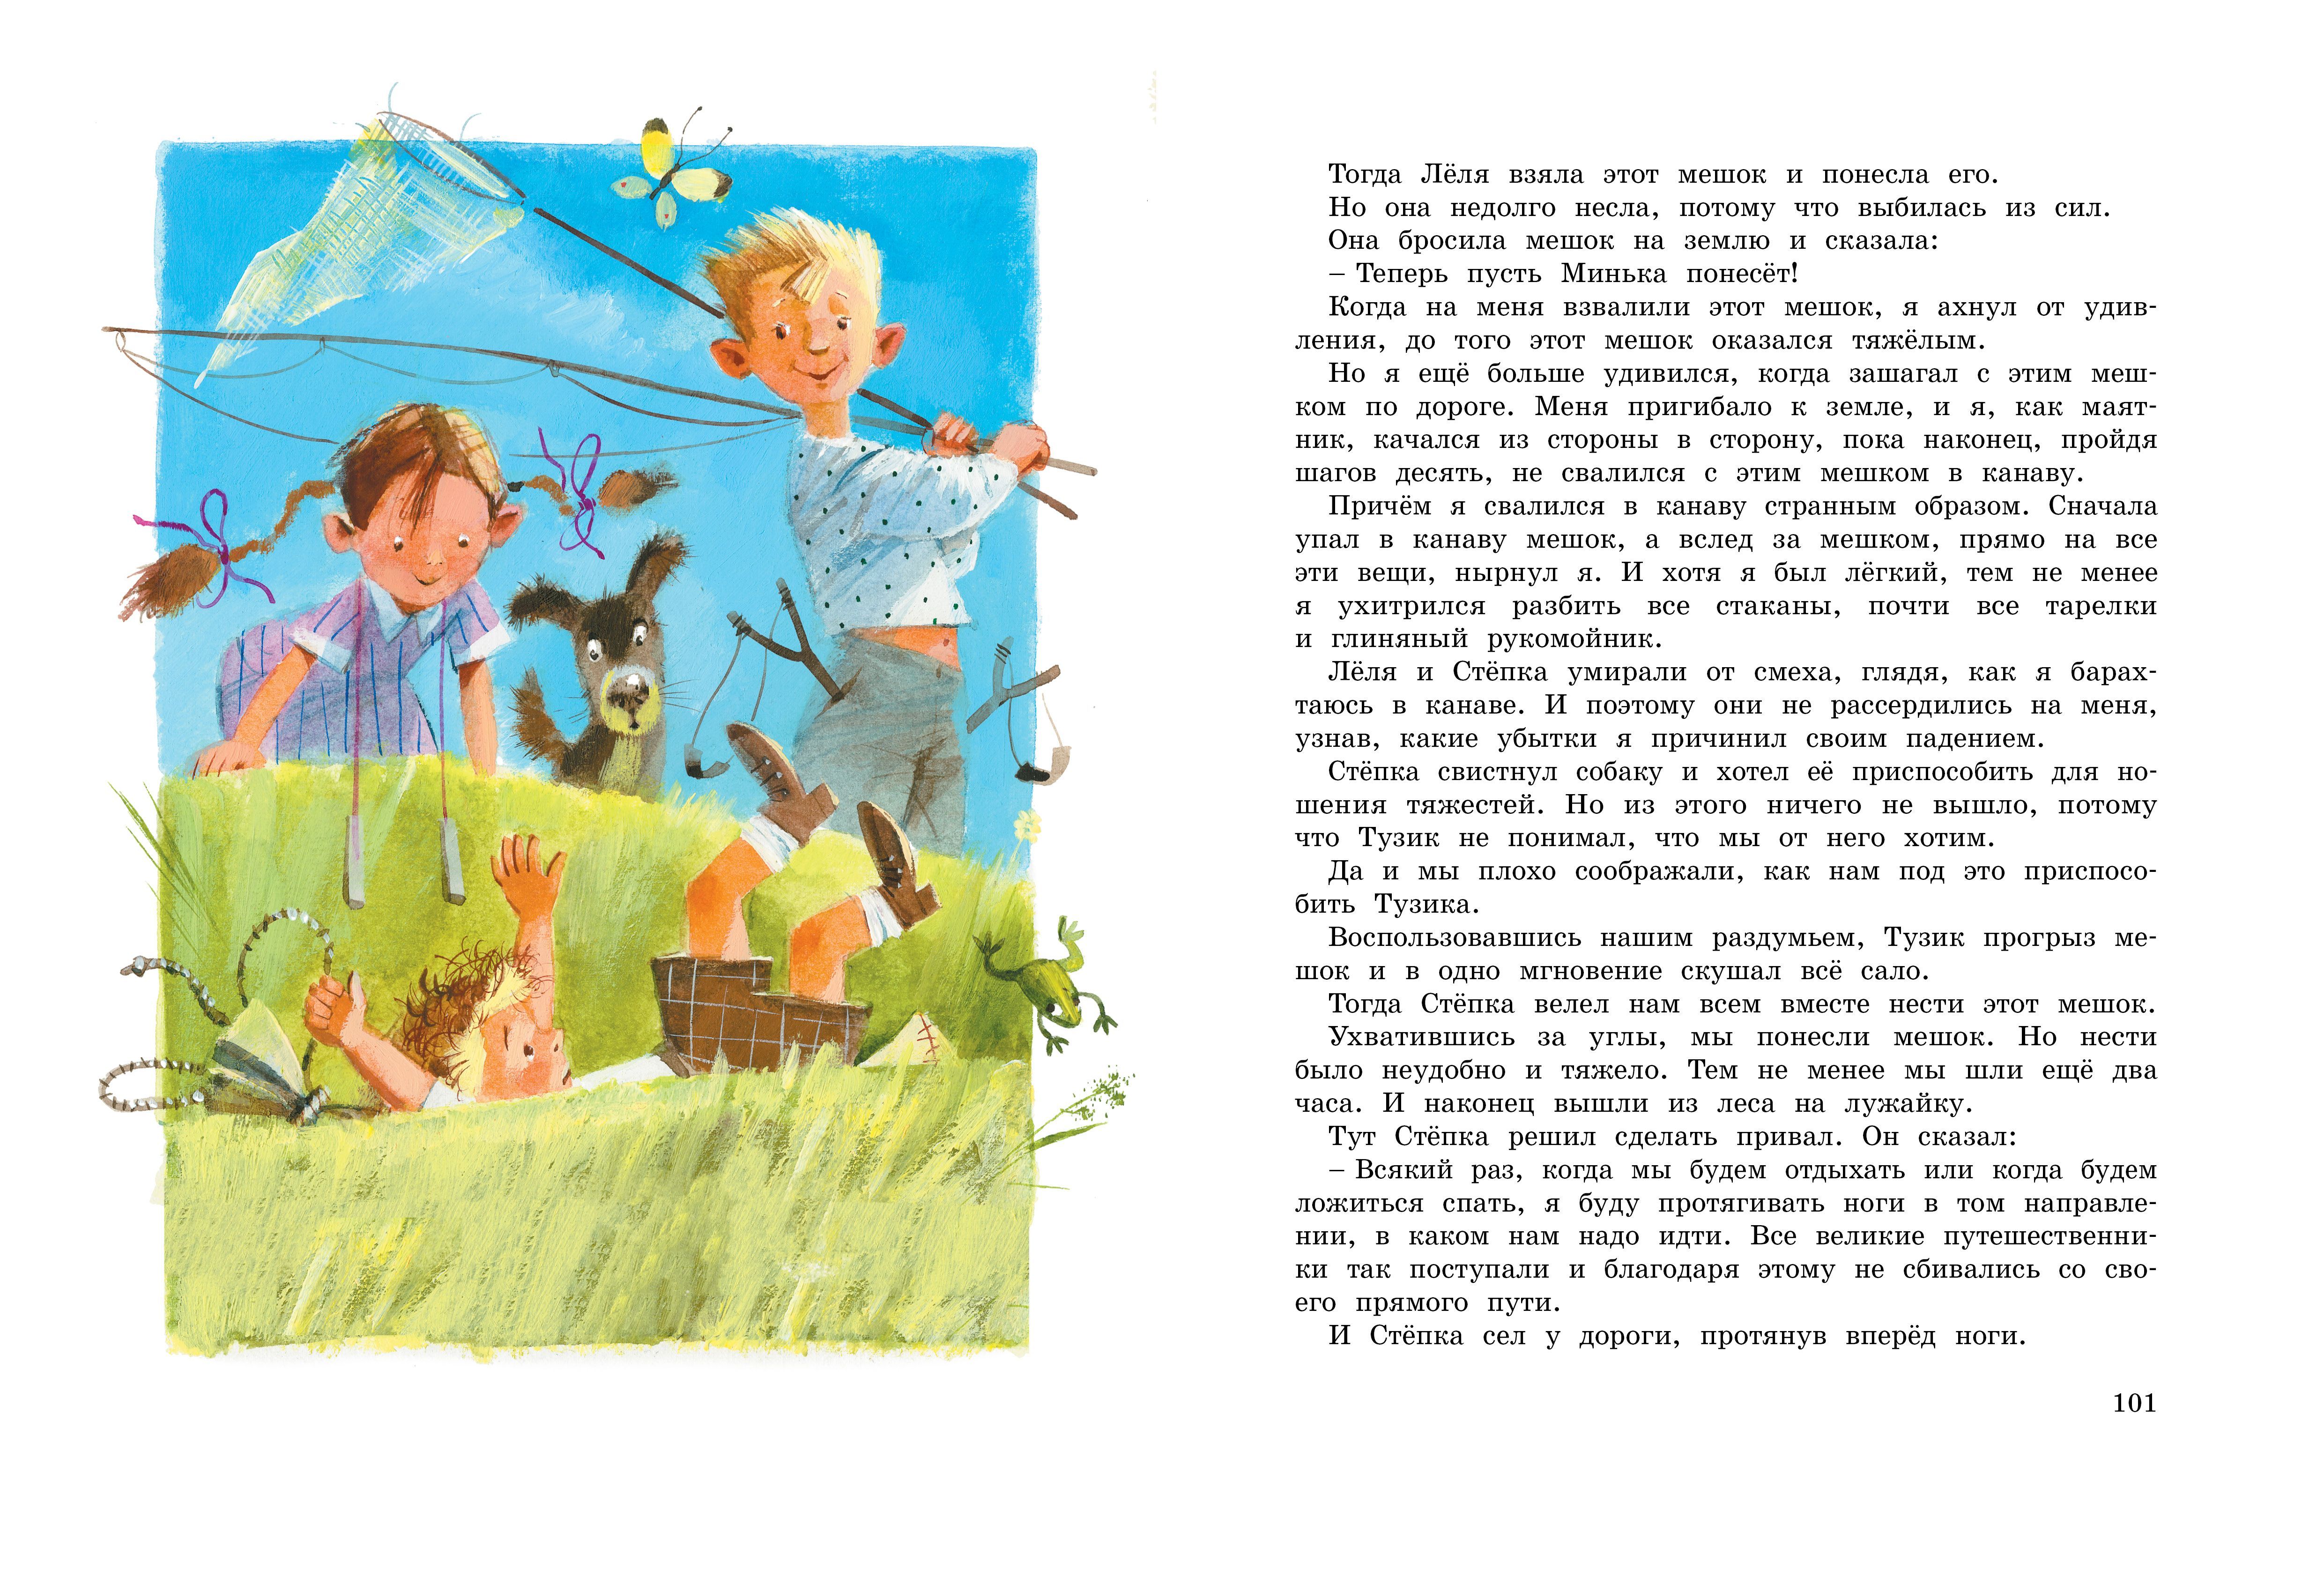 Тогда Лёля взяла этот мешок и понесла его.
Но она недолго несла, потому что выбилась из сил.
Она бросила мешок на землю и сказала:
– Теперь пусть Минька понесёт!
Когда на меня взвалили этот мешок, я ахнул от удив-
ления, до того этот мешок оказался тяжёлым.
Но я ещё больше удивился, когда зашагал с этим меш-
ком по дороге. Меня пригибало к земле, и я, как маят-
ник, качался из стороны в сторону, пока наконец, пройдя
шагов десять, не свалился с этим мешком в канаву.
Причём я свалился в канаву странным образом. Сначала
упал в канаву мешок, а вслед за мешком, прямо на все
эти вещи, нырнул я. И хотя я был лёгкий, тем не менее
я ухитрился разбить все стаканы, почти все тарелки
и глиняный рукомойник.
Лёля и Стёпка умирали от смеха, глядя, как я барах-
таюсь в канаве. И поэтому они не рассердились на меня,
узнав, какие убытки я причинил своим падением.
Стёпка свистнул собаку и хотел её приспособить для но-
шения тяжестей. Но из этого ничего не вышло, потому
что Тузик не понимал, что мы от него хотим.
Да и мы плохо соображали, как нам под это приспосо-
бить Тузика.
Воспользовавшись нашим раздумьем, Тузик прогрыз ме-
шок и в одно мгновение скушал всё сало.
Тогда Стёпка велел нам всем вместе нести этот мешок.
Ухватившись за углы, мы понесли мешок. Но нести
было неудобно и тяжело. Тем не менее мы шли ещё два
часа. И наконец вышли из леса на лужайку.
Тут Стёпка решил сделать привал. Он сказал:
– Всякий раз, когда мы будем отдыхать или когда будем
ложиться спать, я буду протягивать ноги в том направле-
нии, в каком нам надо идти. Все великие путешественни-
ки так поступали и благодаря этому не сбивались со сво-
его прямого пути.
И Стёпка сел у дороги, протянув вперёд ноги.
101